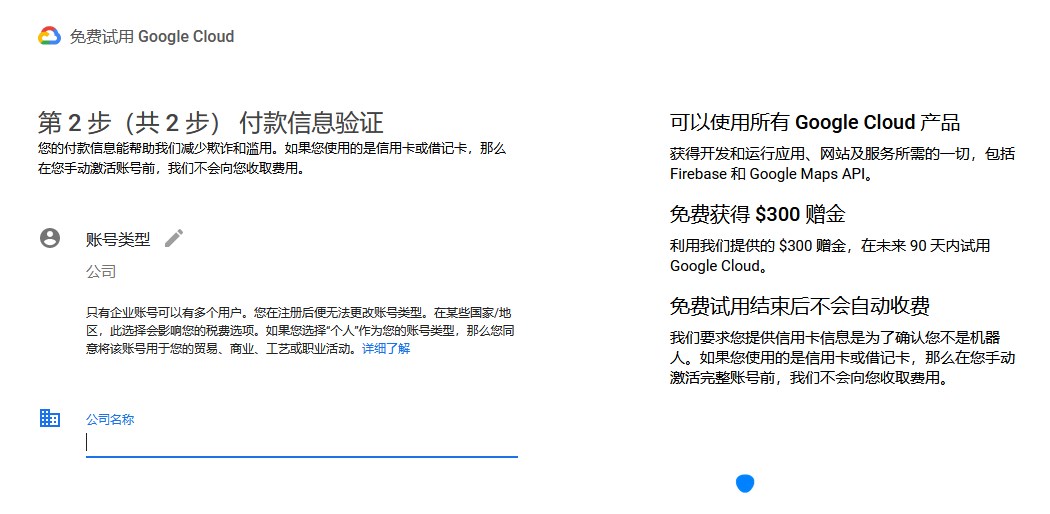 免费试用 Google Cloud
第 2 步（共 2 步） 付款信息验证
您的付款信息能帮助我们减少欺诈和滥用。如果您使用的是信用卡或借记卡，那么
在您手动激活账号前，我们不会向您收取费用。
账号类型
公司
只有企业账号可以有多个用户。您在注册后便无法更改账号类型。在某些国家/地
区，此选择会影响您的税费选项。如果您选择“个人”作为您的账号类型，那么您同
意将该账号用于您的贸易、商业、工艺或职业活动。详细了解
公司名称
可以使用所有 Google Cloud 产品
获得开发和运行应用、网站及服务所需的一切，包括
Firebase 和 Google Maps API。
免费获得 $300 赠金
利用我们提供的 $300 赠金，在未来 90 天内试用
Google Cloud。
免费试用结束后不会自动收费
我们要求您提供信用卡信息是为了确认您不是机器
人。如果您使用的是信用卡或借记卡，那么在您手动
激活完整账号前，我们不会向您收取费用。